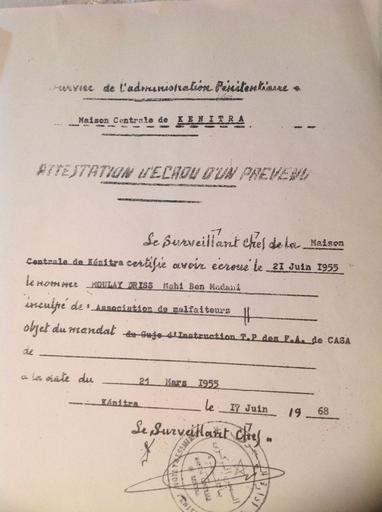 Service de l'administration Pénitentiaire
Maison Centrale de KENITRA
ATTESTATION D'ECROU D'UN PREVENU
Le Surveillant Chef de la Maison
Centrale de Kénitra certifie avoir écroué le 21 Juin 1955
le nommer MOULAY DRISS Mohi Ben Madani
inculpé de: Association de malfaiteurs
objet du mandat du Guje d'Instruction T.P des F.A. de CASA
de
a la date du 21 Mars 1955
Kénitra le 17 Juin 1968
Le Surveillant Chef